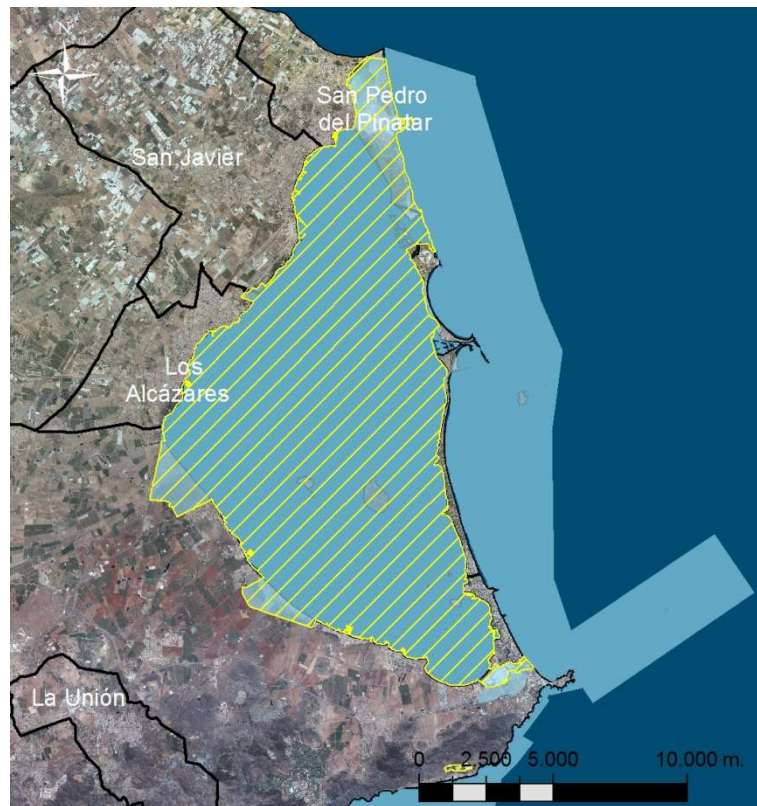 N
San Pedro
del Pinatar
San Javier
Los
Alcázares
La Unión
0 2.500 5.000 10.000 m.